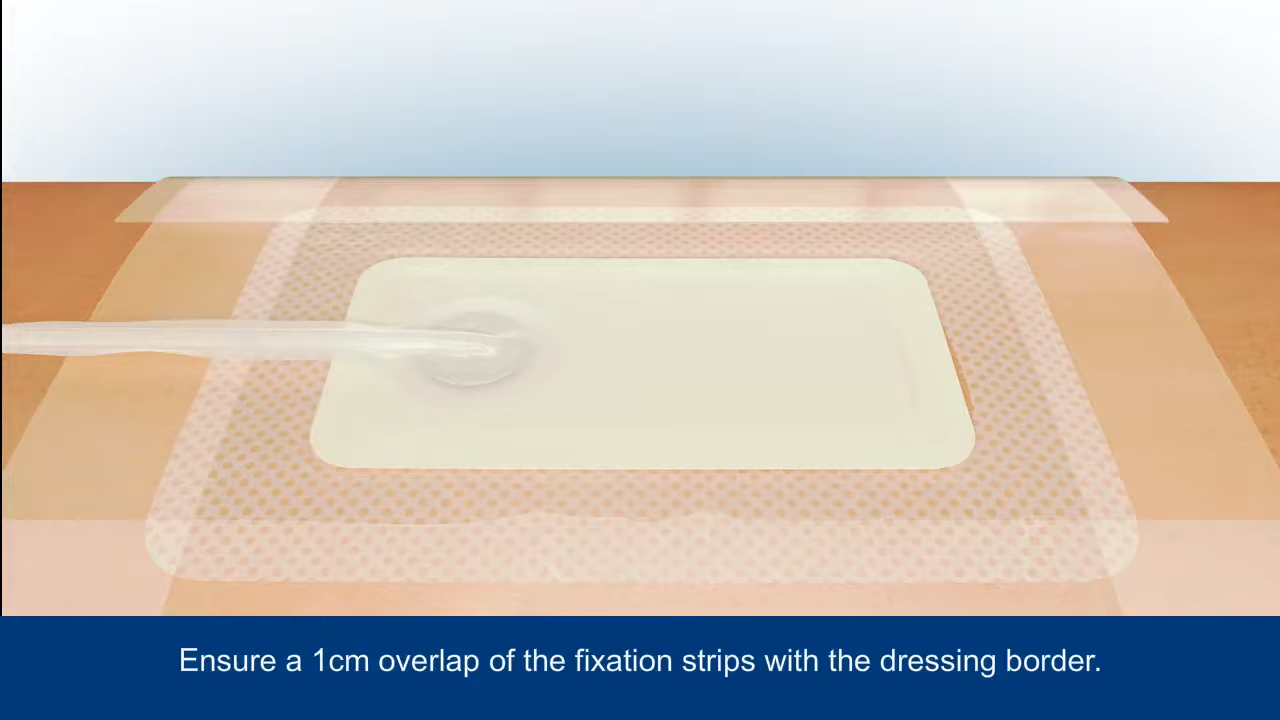 Ensure a 1cm overlap of the fixation strips with the dressing border.